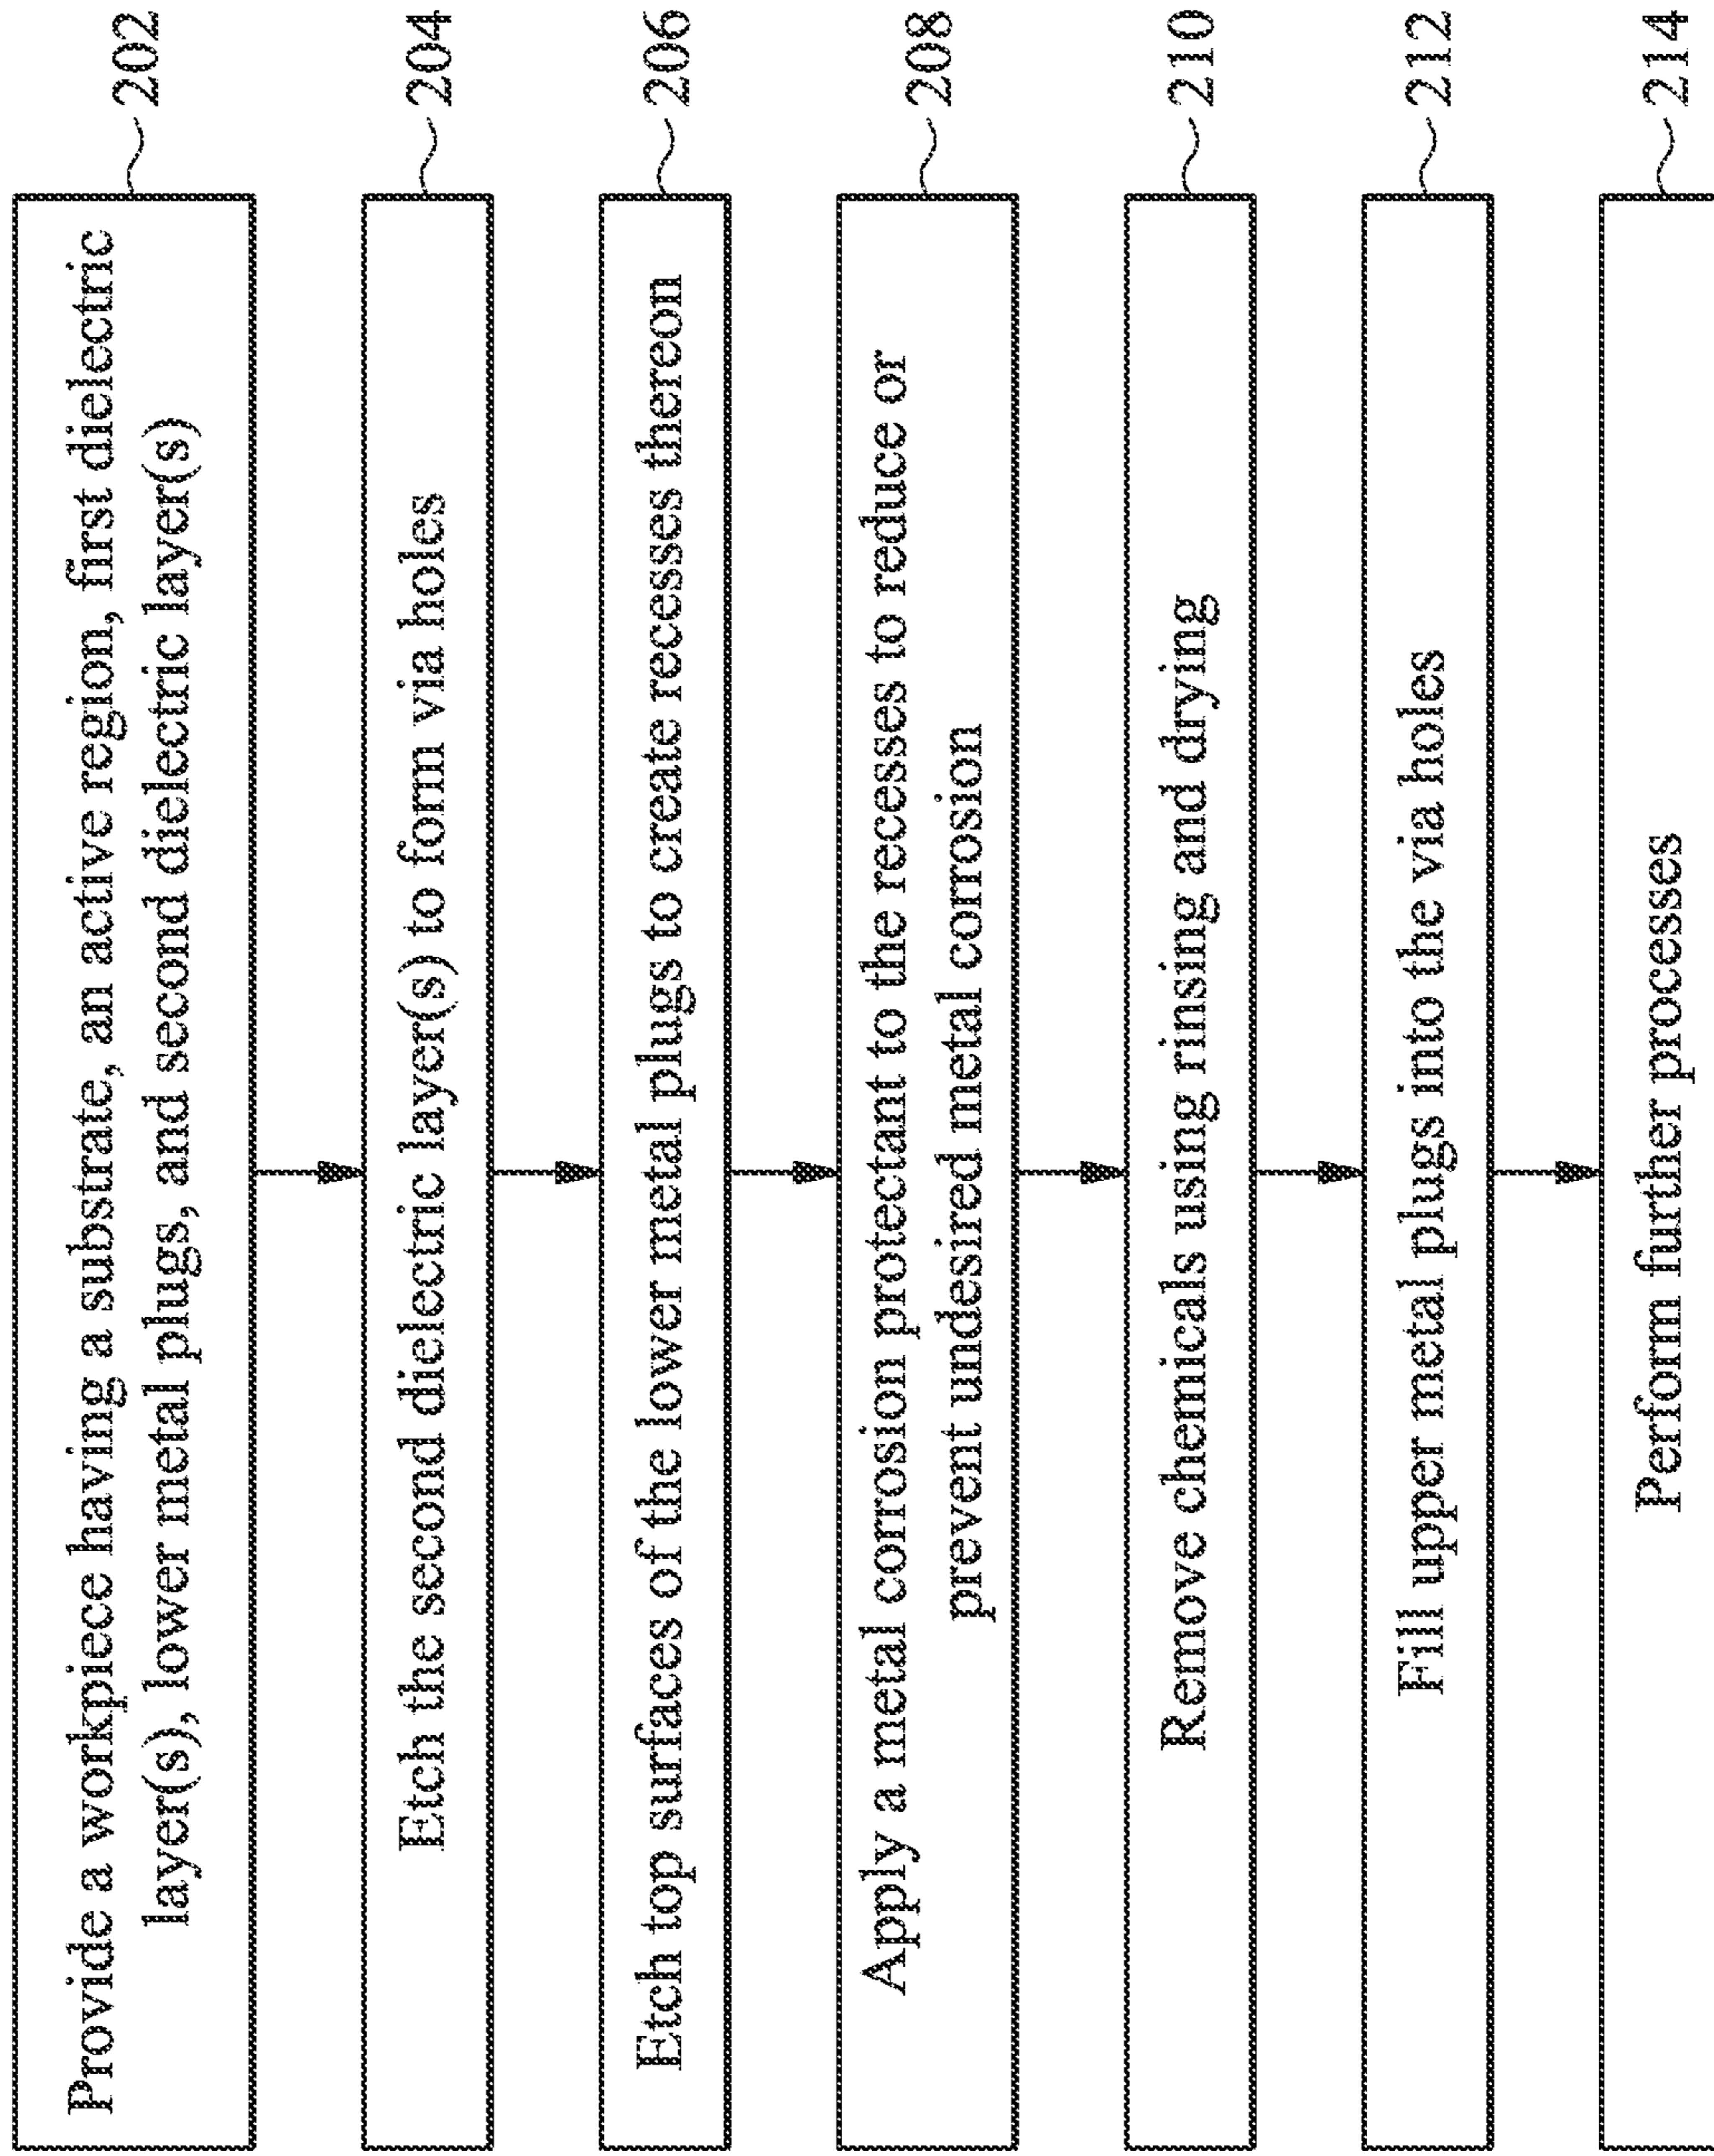 Provide a workpiece having a substrate, an active region, first dielectric
layer(s), lower metal plugs, and second dielectric layer(s)
202
Etch the second dielectric layer(s) to form via holes
204
Etch top surfaces of the lower metal plugs to create recesses thereon
206
Apply a metal corrosion protectant to the recesses to reduce or
prevent undesired metal corrosion
208
Remove chemicals using rinsing and drying
210
Fill upper metal plugs into the via holes
212
Perform further processes
214